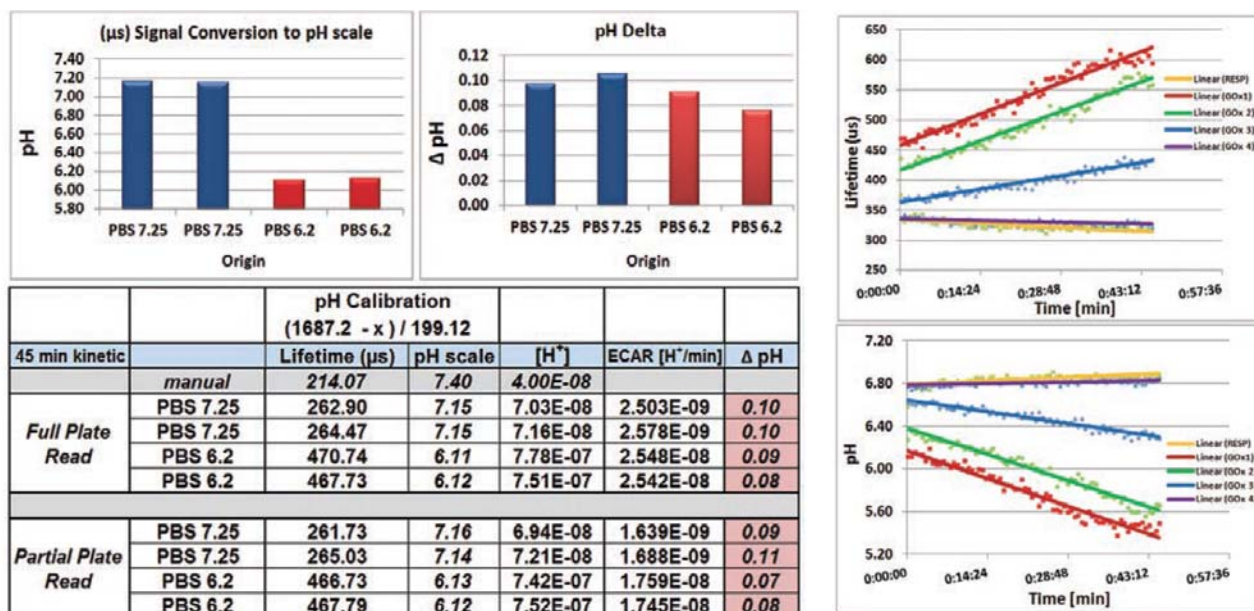 (µs) Signal Conversion to pH scale
7.40
7.20
7.00
6.80
6.60
6.40
6.20
6.00
5.80
pH
PBS 7.25 PBS 7.25 PBS 6.2 PBS 6.2
Origin
pH Delta
0.12
0.10
0.08
0.06
0.04
0.02
0.00
Δ pH
PBS 7.25 PBS 7.25 PBS 6.2 PBS 6.2
Origin
pH Calibration
(1687.2 - x) / 199.12
45 min kinetic Lifetime (µs) pH scale [H⁺] ECAR [H⁺/min] Δ pH
manual 214.07 7.40 4.00E-08
Full Plate Read
PBS 7.25 262.90 7.15 7.03E-08 2.503E-09 0.10
PBS 7.25 264.47 7.15 7.16E-08 2.578E-09 0.10
PBS 6.2 470.74 6.11 7.78E-07 2.548E-08 0.09
PBS 6.2 467.73 6.12 7.51E-07 2.542E-08 0.08
Partial Plate Read
PBS 7.25 261.73 7.16 6.94E-08 1.639E-09 0.09
PBS 7.25 265.03 7.14 7.21E-08 1.688E-09 0.11
PBS 6.2 466.73 6.13 7.42E-07 1.759E-08 0.07
PBS 6.2 467.79 6.12 7.52E-07 1.745E-08 0.08
650
600
550
500
450
400
350
300
250
Lifetime (us)
Linear (RESP)
Linear (GOx1)
Linear (GOx 2)
Linear (GOx 3)
Linear (GOx 4)
0:00:00 0:14:24 0:28:48 0:43:12 0:57:36
Time [min]
7.20
6.80
6.40
6.00
5.60
5.20
pH
Linear (RESP)
Linear (GOx1)
Linear (GOx 2
Linear (GOx 3
Linear (GOx 4
0:00:00 0:14:24 0:28:48 0:43:12 0:57:36
Time [min]